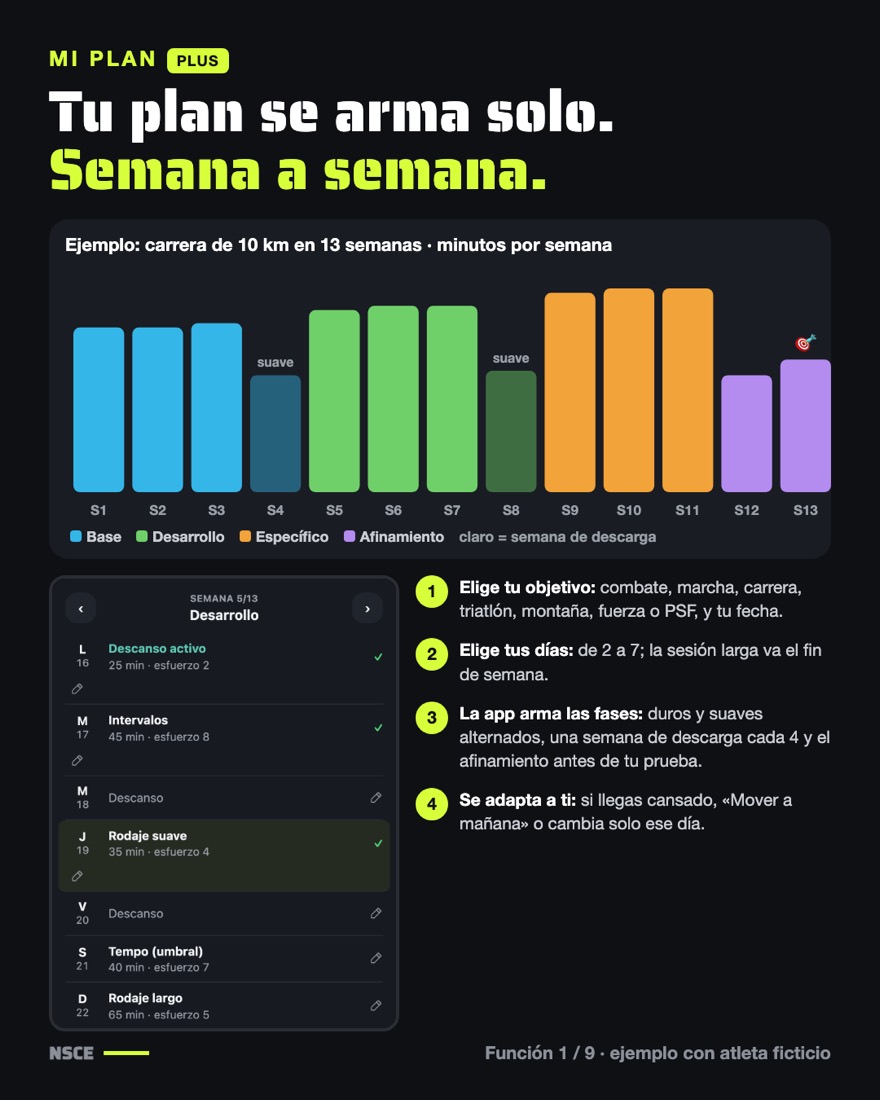 MI PLAN PLUS
Tu plan se arma solo.
Semana a semana.
Ejemplo: carrera de 10 km en 13 semanas · minutos por semana
suave
suave
S1 S2 S3 S4 S5 S6 S7 S8 S9 S10 S11 S12 S13
Base Desarrollo Específico Afinamiento claro = semana de descarga
‹ SEMANA 5/13 ›
Desarrollo
L Descanso activo
16 25 min · esfuerzo 2
M Intervalos
17 45 min · esfuerzo 8
M
18 Descanso
J Rodaje suave
19 35 min · esfuerzo 4
V
20 Descanso
S Tempo (umbral)
21 40 min · esfuerzo 7
D Rodaje largo
22 65 min · esfuerzo 5
1 Elige tu objetivo: combate, marcha, carrera,
triatlón, montaña, fuerza o PSF, y tu fecha.
2 Elige tus días: de 2 a 7; la sesión larga va el fin
de semana.
3 La app arma las fases: duros y suaves
alternados, una semana de descarga cada 4 y el
afinamiento antes de tu prueba.
4 Se adapta a ti: si llegas cansado, «Mover a
mañana» o cambia solo ese día.
NSCE
Función 1 / 9 · ejemplo con atleta ficticio